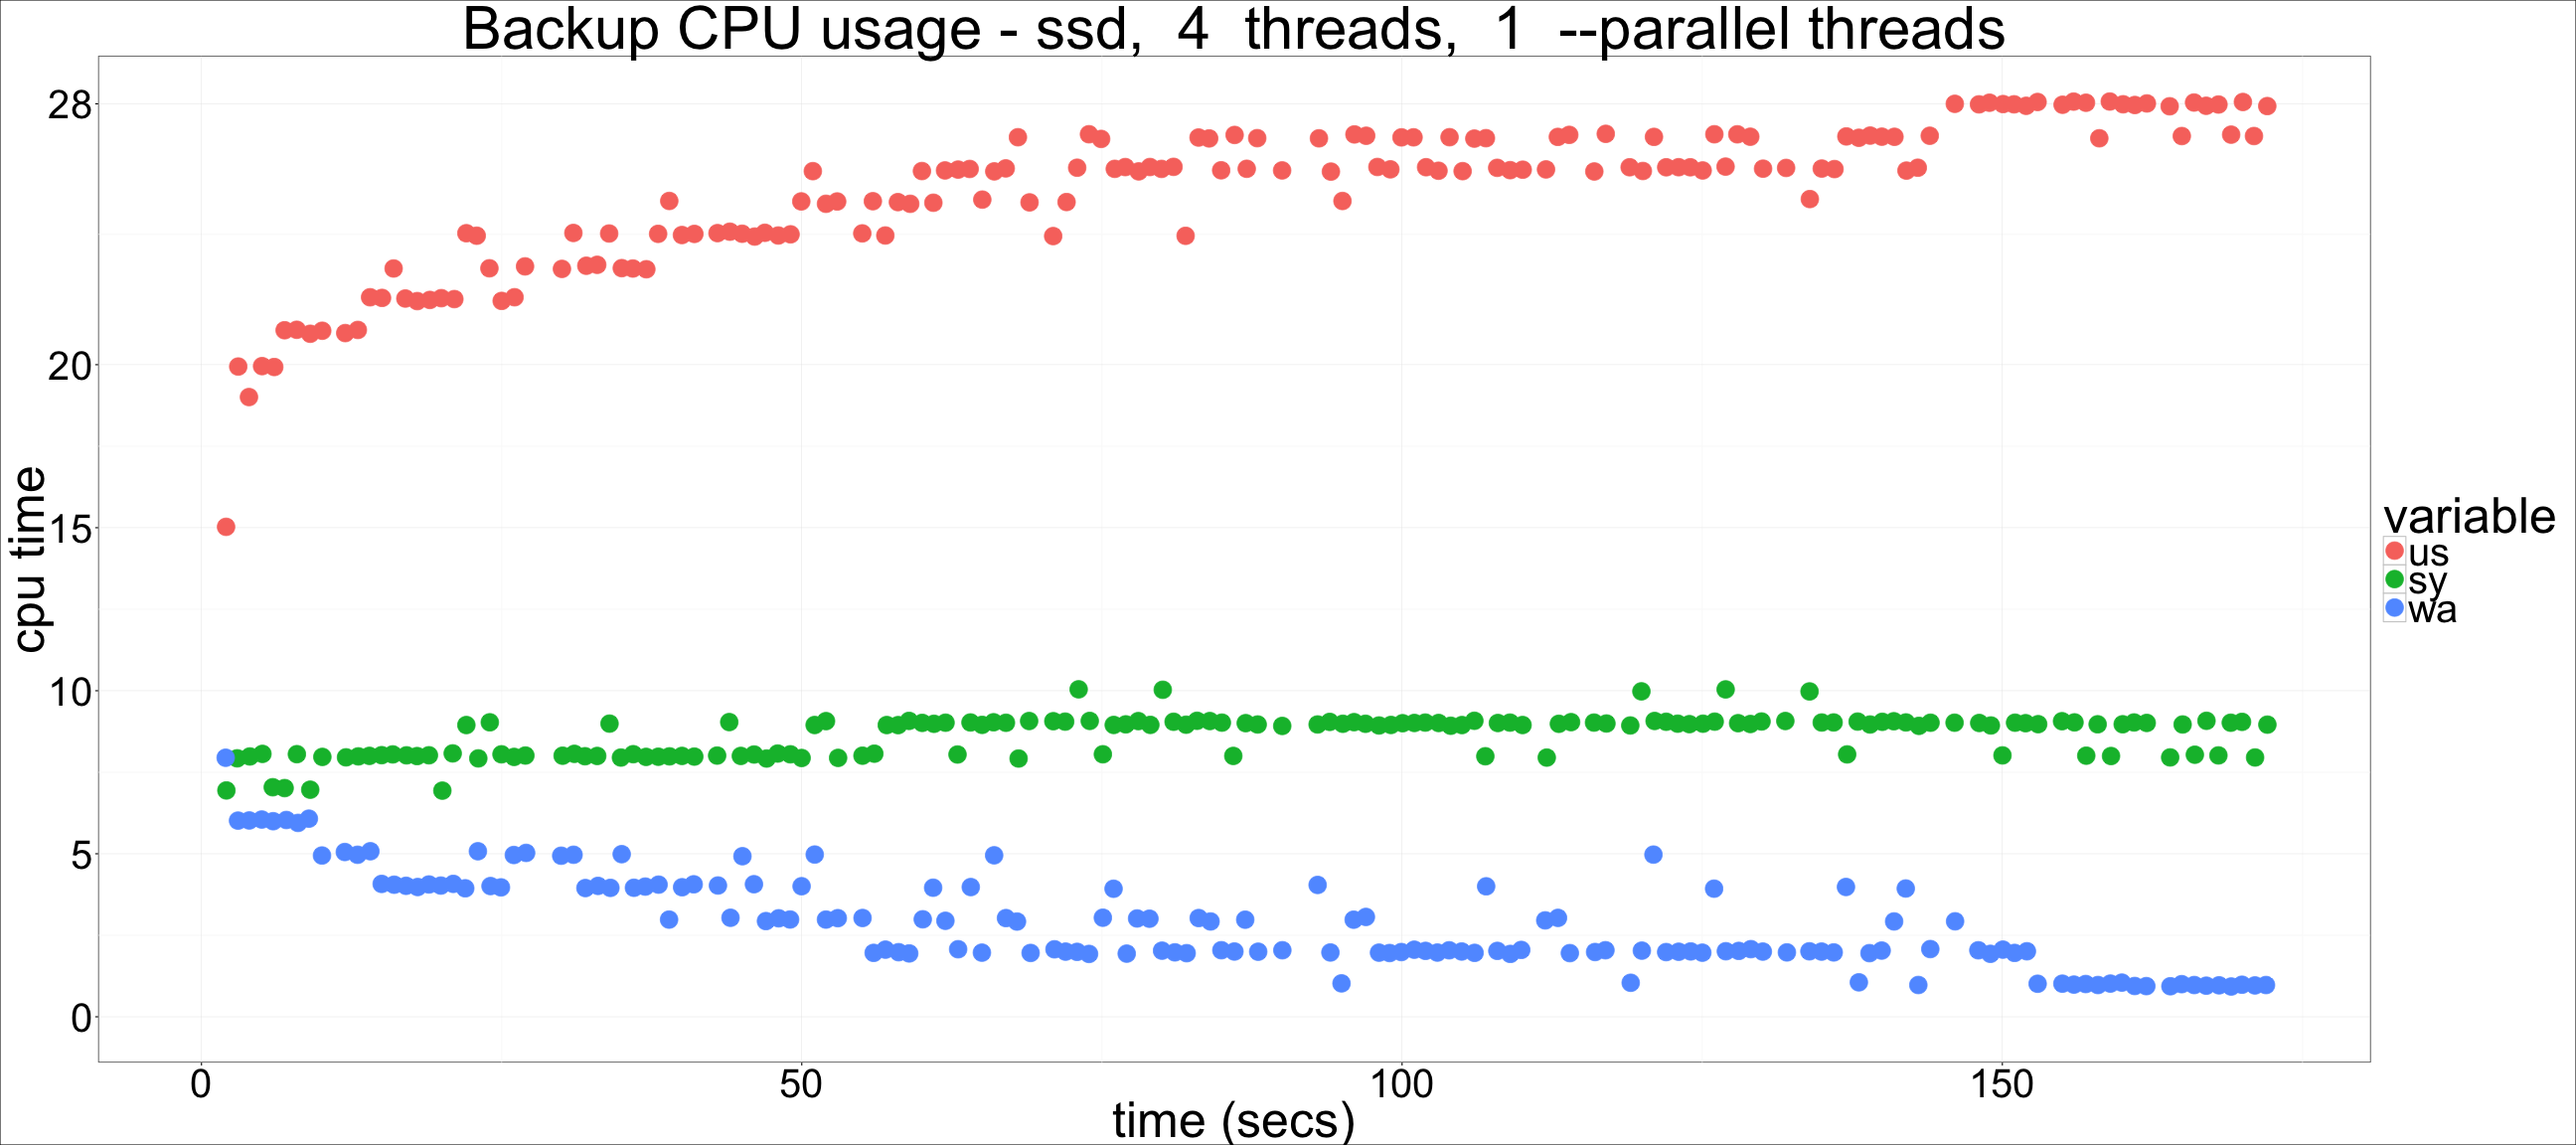 Backup CPU usage - ssd,  4  threads,  1  --parallel threads
28
20
15
10
5
0
cpu time
0 50 100 150
time (secs)
variable
us
sy
wa